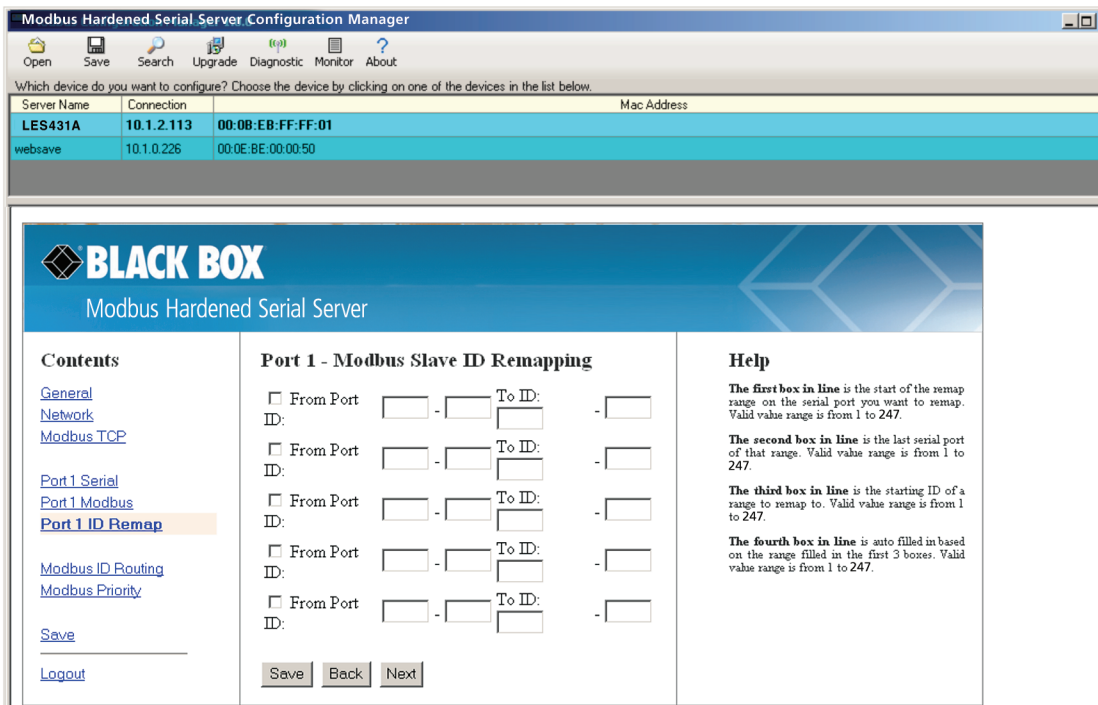 Modbus Hardened Serial Server Configuration Manager
Open Save Search Upgrade Diagnostic Monitor About
Which device do you want to configure? Choose the device by clicking on one of the devices in the list below.
Server Name Connection Mac Address
LES431A 10.1.2.113 00:0B:EB:FF:FF:01
websave 10.1.0.226 00:0E:BE:00:00:50
BLACK BOX
Modbus Hardened Serial Server
Contents
General
Network
Modbus TCP
Port 1 Serial
Port 1 Modbus
Port 1 ID Remap
Modbus ID Routing
Modbus Priority
Save
Logout
Port 1 - Modbus Slave ID Remapping
From Port - To ID: -
ID:
From Port - To ID: -
ID:
From Port - To ID: -
ID:
From Port - To ID: -
ID:
From Port - To ID: -
ID:
Save Back Next
Help
The first box in line is the start of the remap
range on the serial port you want to remap.
Valid value range is from 1 to 247.
The second box in line is the last serial port
of that range. Valid value range is from 1 to
247.
The third box in line is the starting ID of a
range to remap to. Valid value range is from 1
to 247.
The fourth box in line is auto filled in based
on the range filled in the first 3 boxes. Valid
value range is from 1 to 247.